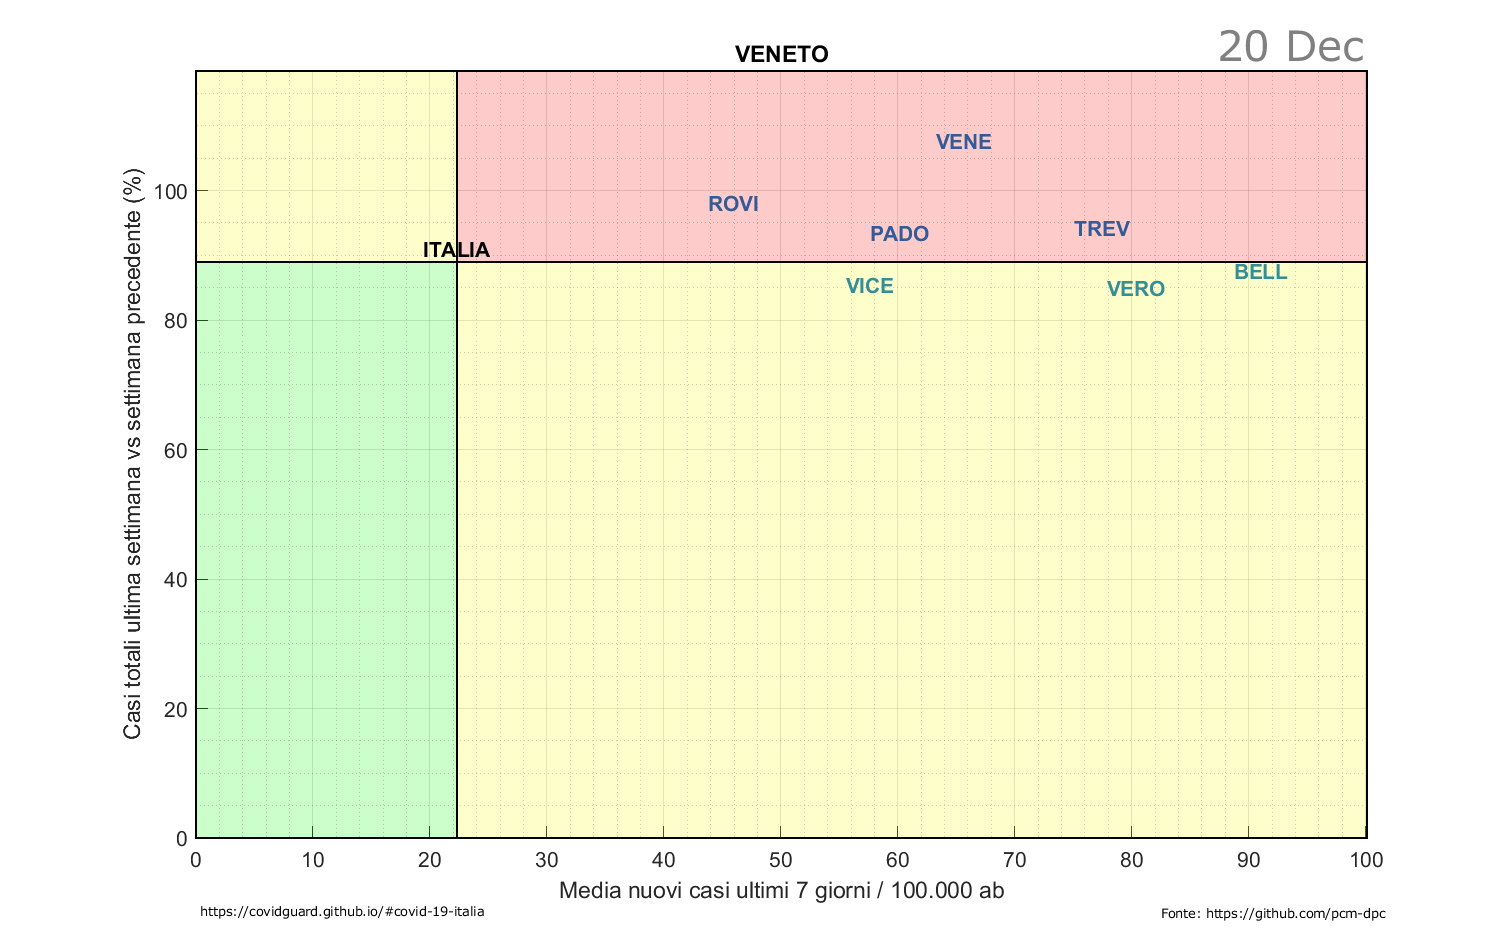 20 Dec
VENETO
Casi totali ultima settimana vs settimana precedente (%)
100
80
60
40
20
0
VENE
ROVI
PADO
TREV
ITALIA
BELL
VICE
VERO
0 10 20 30 40 50 60 70 80 90 100
Media nuovi casi ultimi 7 giorni / 100.000 ab
https://covidguard.github.io/#covid-19-italia
Fonte: https://github.com/pcm-dpc